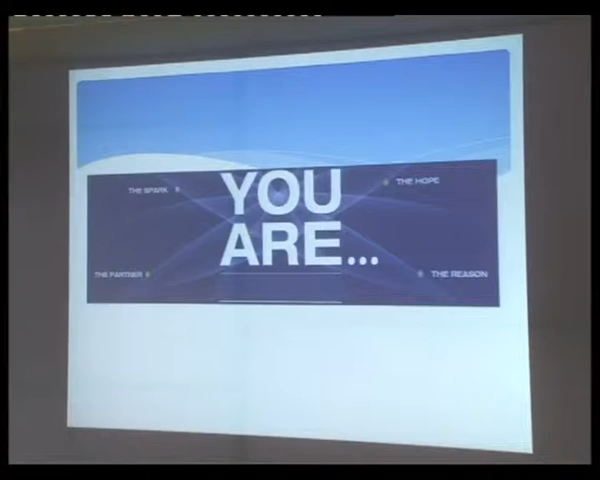 THE SPARK
YOU
THE HOPE
ARE...
THE PARTNER
THE REASON